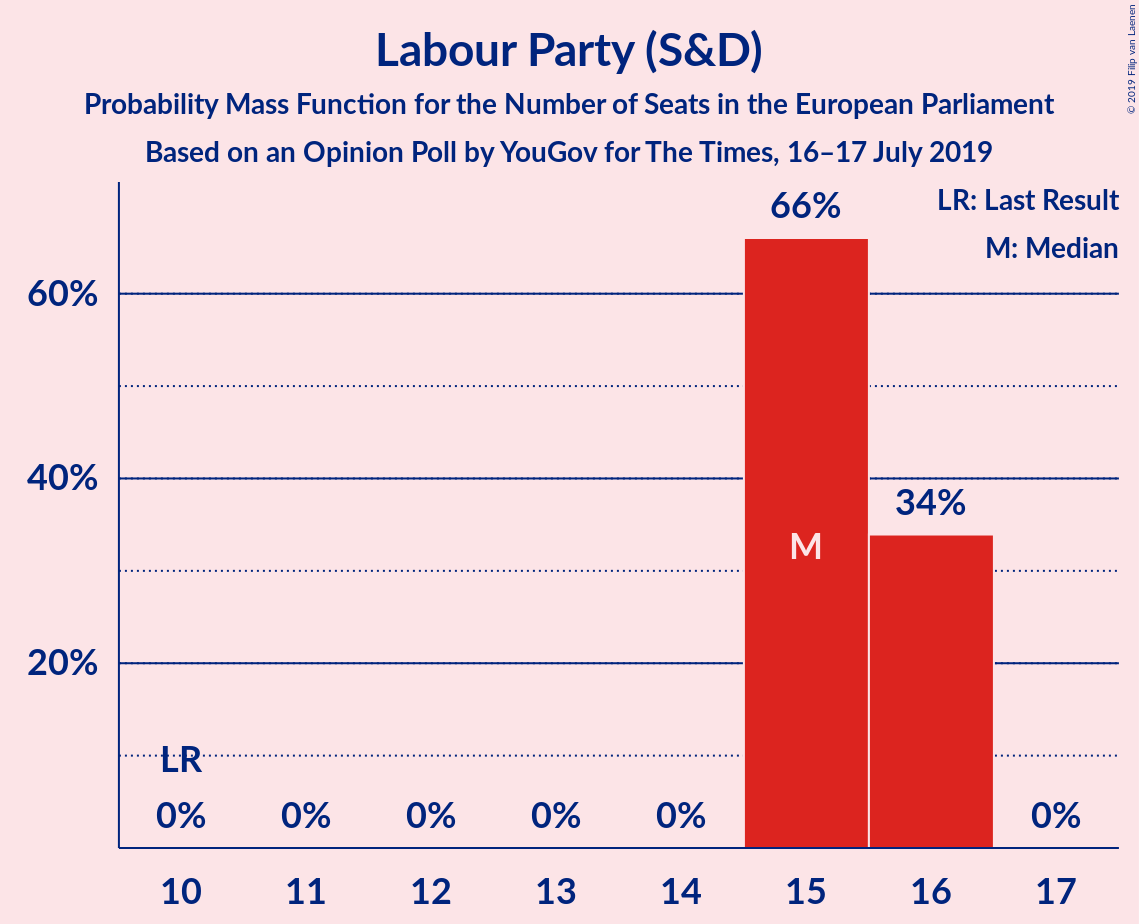 Labour Party (S&D)
Probability Mass Function for the Number of Seats in the European Parliament
Based on an Opinion Poll by YouGov for The Times, 16–17 July 2019
© 2019 Filip van Laenen
LR: Last Result
M: Median
66%
60%
40%
34%
M
20%
LR
0% 0% 0% 0% 0% 0%
10 11 12 13 14 15 16 17